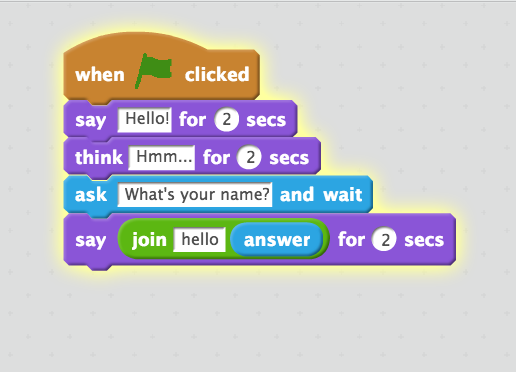 when clicked
say Hello! for 2 secs
think Hmm... for 2 secs
ask What's your name? and wait
say join hello answer for 2 secs